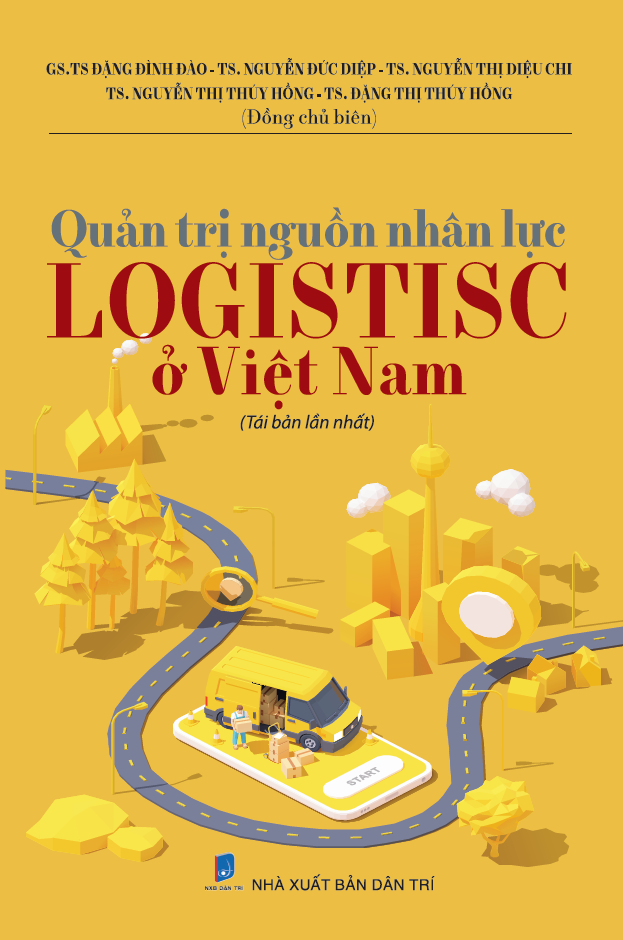 GS.TS ĐẶNG ĐÌNH ĐÀO - TS. NGUYỄN ĐỨC DIỆP - TS. NGUYỄN THỊ DIỆU CHI
TS. NGUYỄN THỊ THÚY HỒNG - TS. ĐẶNG THỊ THÚY HỒNG
(Đồng chủ biên)
Quản trị nguồn nhân lực
LOGISTISC
ở Việt Nam
(Tái bản lần nhất)
START
NXB DÂN TRÍ
NHÀ XUẤT BẢN DÂN TRÍ